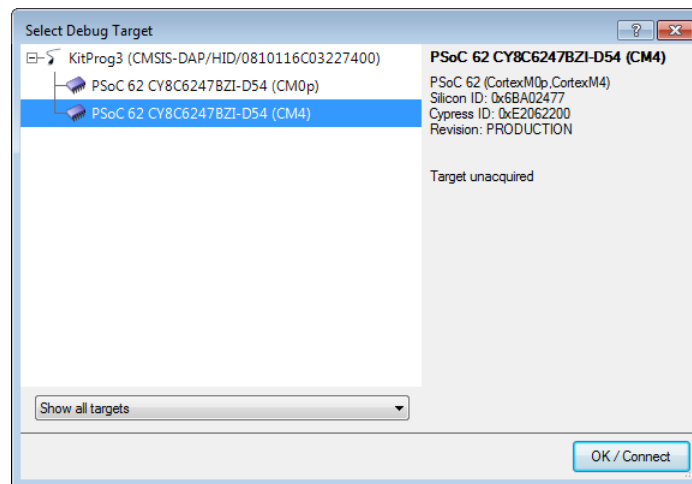 Select Debug Target
KitProg3 (CMSIS-DAP/HID/0810116C03227400)
PSoC 62 CY8C6247BZI-D54 (CM0p)
PSoC 62 CY8C6247BZI-D54 (CM4)
PSoC 62 CY8C6247BZI-D54 (CM4)
PSoC 62 (CortexM0p,CortexM4)
Silicon ID: 0x6BA02477
Cypress ID: 0xE2062200
Revision: PRODUCTION
Target unacquired
Show all targets
OK / Connect